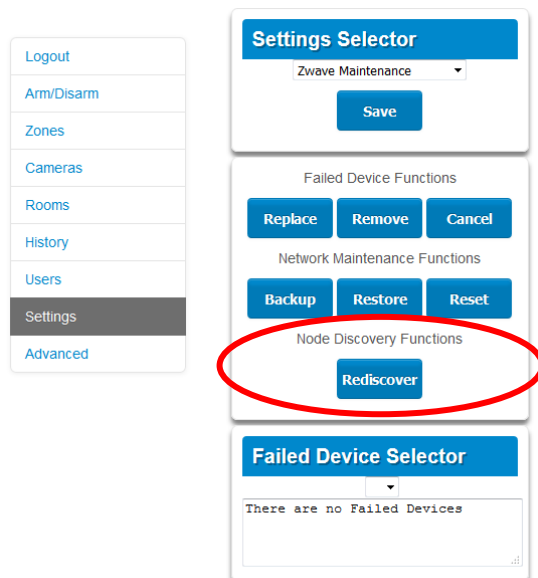 Logout
Arm/Disarm
Zones
Cameras
Rooms
History
Users
Settings
Advanced
Settings Selector
Zwave Maintenance
Save
Failed Device Functions
Replace Remove Cancel
Network Maintenance Functions
Backup Restore Reset
Node Discovery Functions
Rediscover
Failed Device Selector
There are no Failed Devices